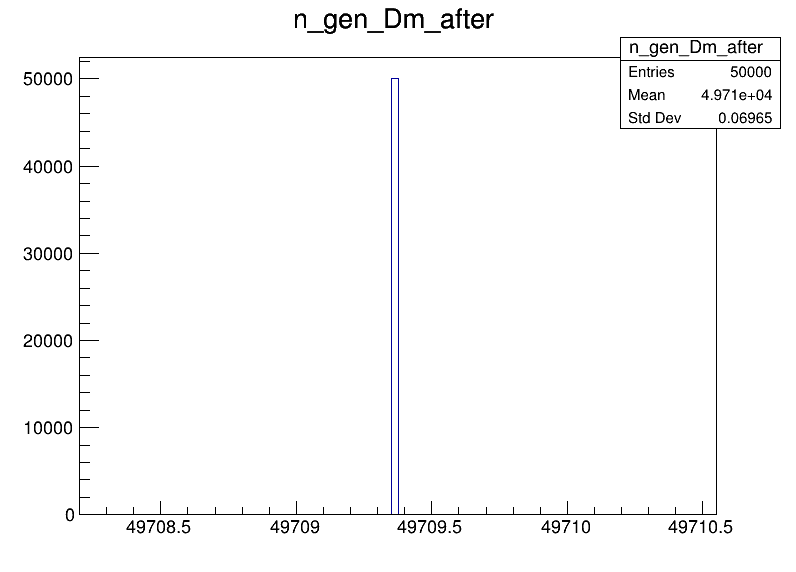 n_gen_Dm_after
n_gen_Dm_after
Entries 50000
Mean 4.971e+04
Std Dev 0.06965
50000
40000
30000
20000
10000
0
49708.5 49709 49709.5 49710 49710.5